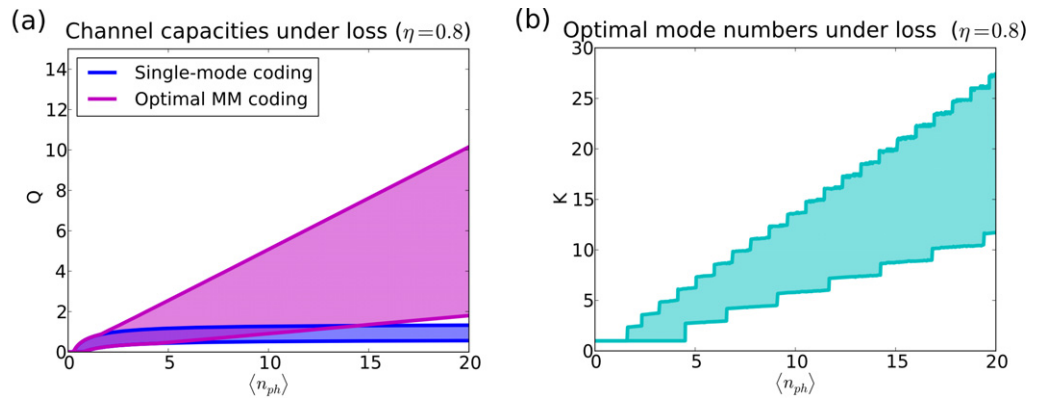 (a)
Channel capacities under loss (η=0.8)
Single-mode coding
Optimal MM coding
Q
14
12
10
8
6
4
2
0
0 5 10 15 20
⟨n_ph⟩
(b)
Optimal mode numbers under loss (η=0.8)
K
30
25
20
15
10
5
0
0 5 10 15 20
⟨n_ph⟩